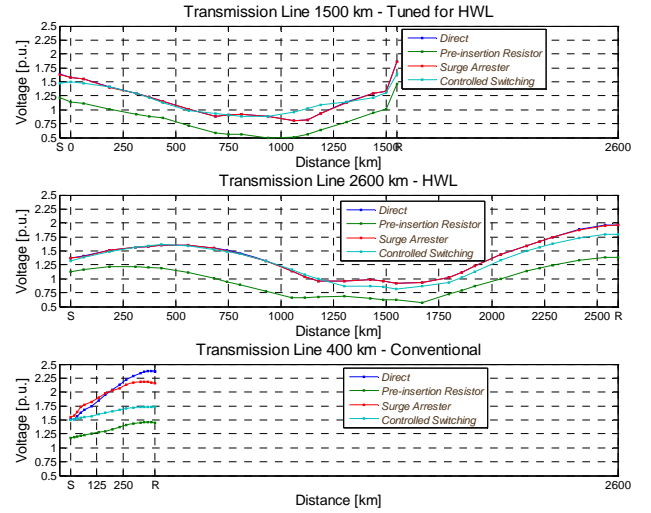 Transmission Line 1500 km - Tuned for HWL
Voltage [p.u.]
2.5
2.25
2
1.75
1.5
1.25
1
0.75
0.5
Direct
Pre-insertion Resistor
Surge Arrester
Controlled Switching
S 0 250 500 750 1000 1250 1500 R 2600
Distance [km]
Transmission Line 2600 km - HWL
Voltage [p.u.]
2.5
2.25
2
1.75
1.5
1.25
1
0.75
0.5
Direct
Pre-insertion Resistor
Surge Arrester
Controlled Switching
S 250 500 750 1000 1250 1500 1750 2000 2250 2500 R
Distance [km]
Transmission Line 400 km - Conventional
Voltage [p.u.]
2.5
2.25
2
1.75
1.5
1.25
1
0.75
0.5
Direct
Pre-insertion Resistor
Surge Arrester
Controlled Switching
S 125 250 R 2600
Distance [km]